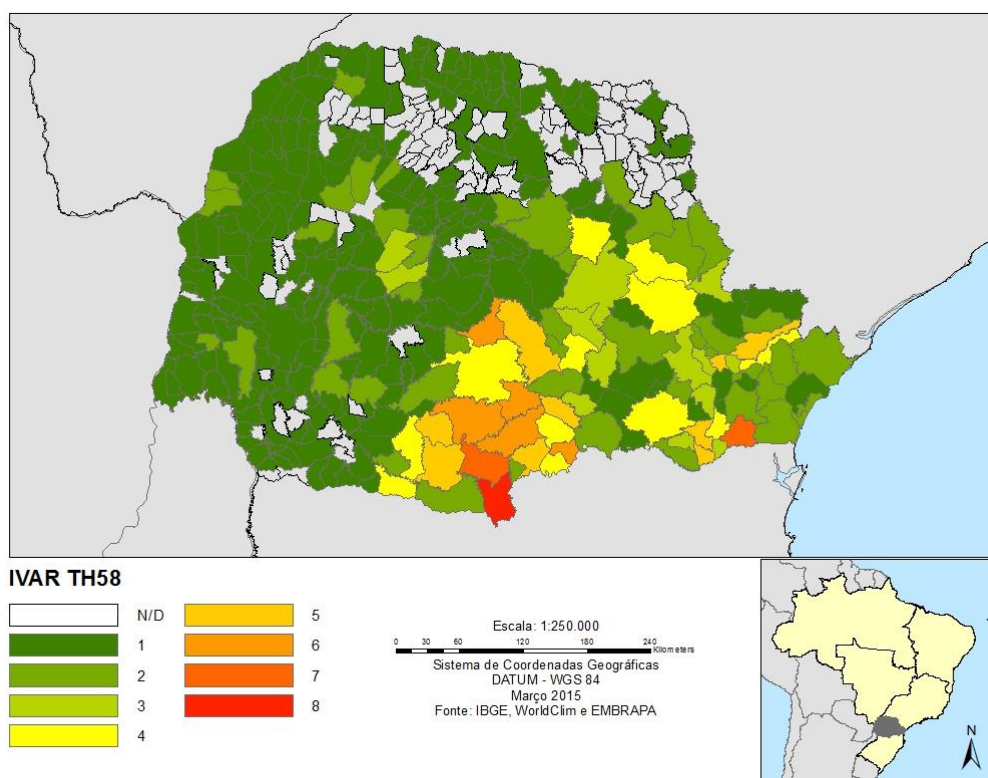 IVAR TH58
N/D
1
2
3
4
5
6
7
8
Escala: 1:250.000
0 30 60 120 180 240
Kilometers
Sistema de Coordenadas Geográficas
DATUM - WGS 84
Março 2015
Fonte: IBGE, WorldClim e EMBRAPA
N